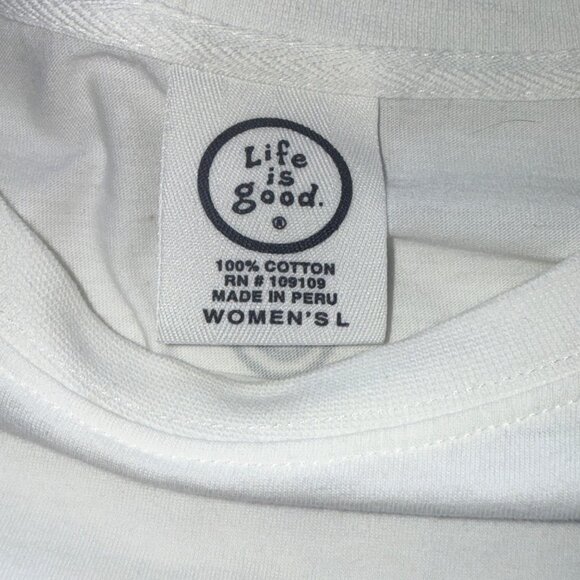 Life
is
good.
®
100% COTTON
RN # 109109
MADE IN PERU
WOMEN'S L